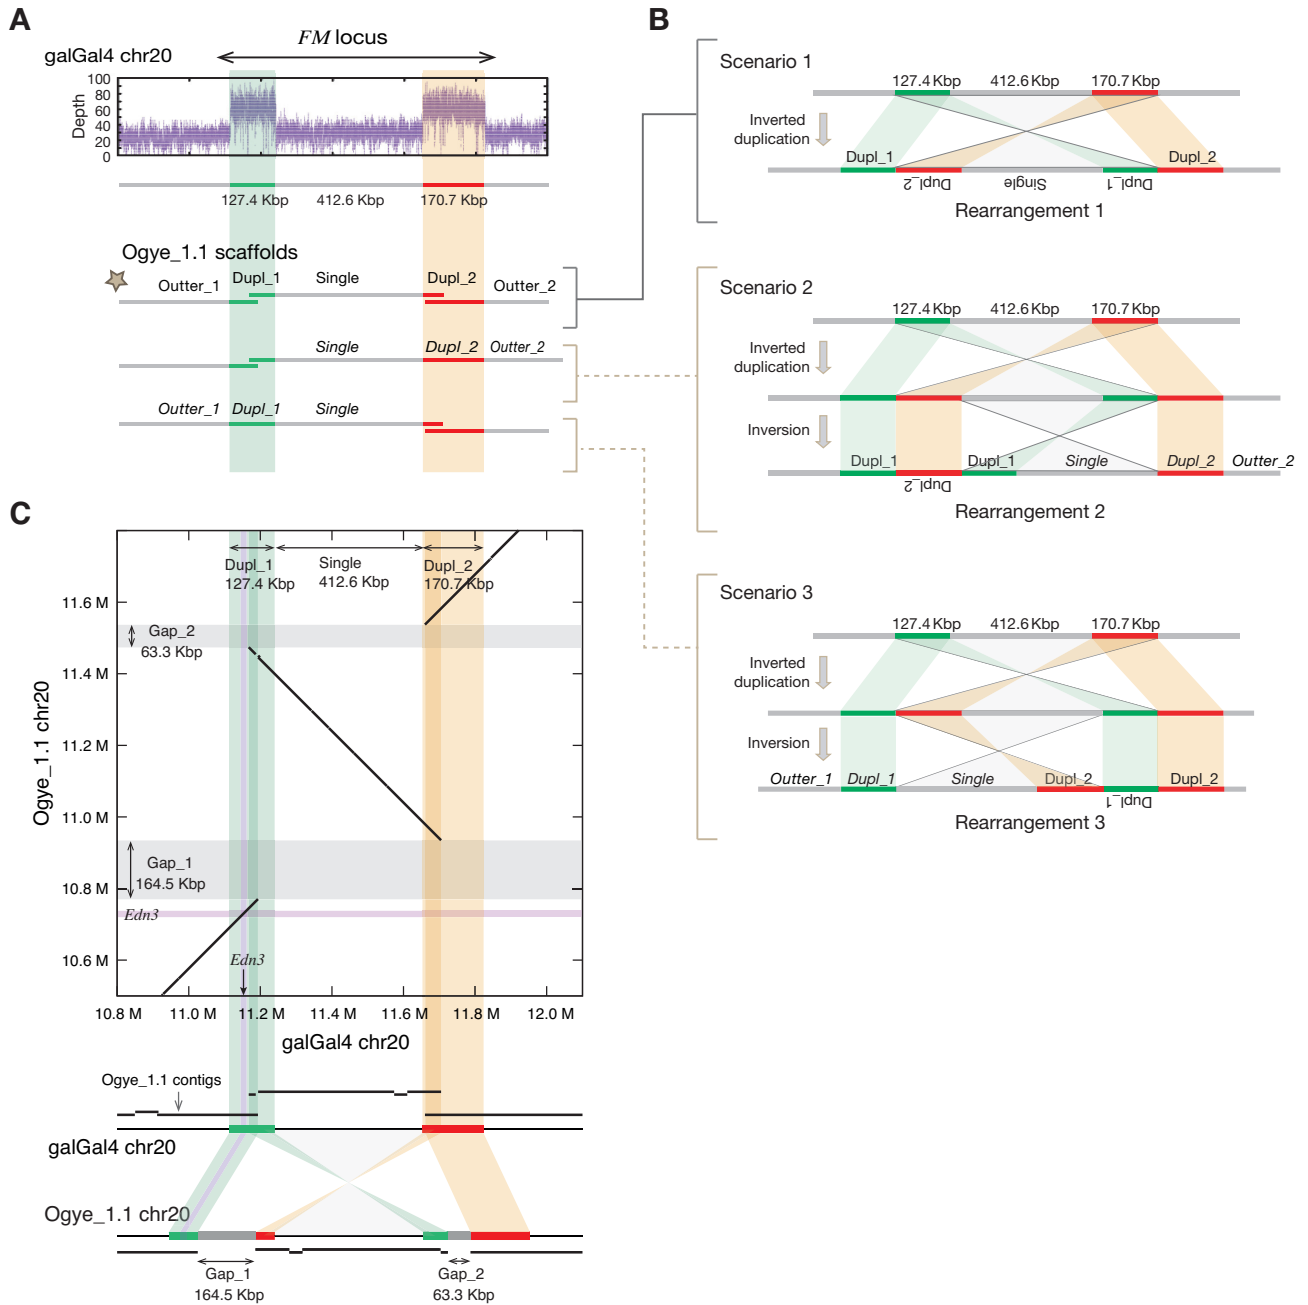 A
FM locus
galGal4 chr20
Depth
100
80
60
40
20
0
127.4 Kbp
412.6 Kbp
170.7 Kbp
Ogye_1.1 scaffolds
Outter_1
Dupl_1
Single
Dupl_2
Outter_2
Single
Dupl_2
Outter_2
Outter_1
Dupl_1
Single
B
Scenario 1
127.4 Kbp
412.6 Kbp
170.7 Kbp
Inverted
duplication
Dupl_1
Dupl_2
Single
Dupl_1
Dupl_2
Rearrangement 1
Scenario 2
127.4 Kbp
412.6 Kbp
170.7 Kbp
Inverted
duplication
Inversion
Dupl_1
Dupl_2
Dupl_1
Single
Dupl_2
Outter_2
Rearrangement 2
Scenario 3
127.4 Kbp
412.6 Kbp
170.7 Kbp
Inverted
duplication
Inversion
Outter_1
Dupl_1
Single
Dupl_2
Dupl_1
Dupl_2
Rearrangement 3
C
Dupl_1
127.4 Kbp
Single
412.6 Kbp
Dupl_2
170.7 Kbp
Ogye_1.1 chr20
11.6 M
11.4 M
11.2 M
11.0 M
10.8 M
10.6 M
Gap_2
63.3 Kbp
Gap_1
164.5 Kbp
Edn3
Edn3
10.8 M
11.0 M
11.2 M
11.4 M
11.6 M
11.8 M
12.0 M
galGal4 chr20
Ogye_1.1 contigs
galGal4 chr20
Ogye_1.1 chr20
Gap_1
164.5 Kbp
Gap_2
63.3 Kbp